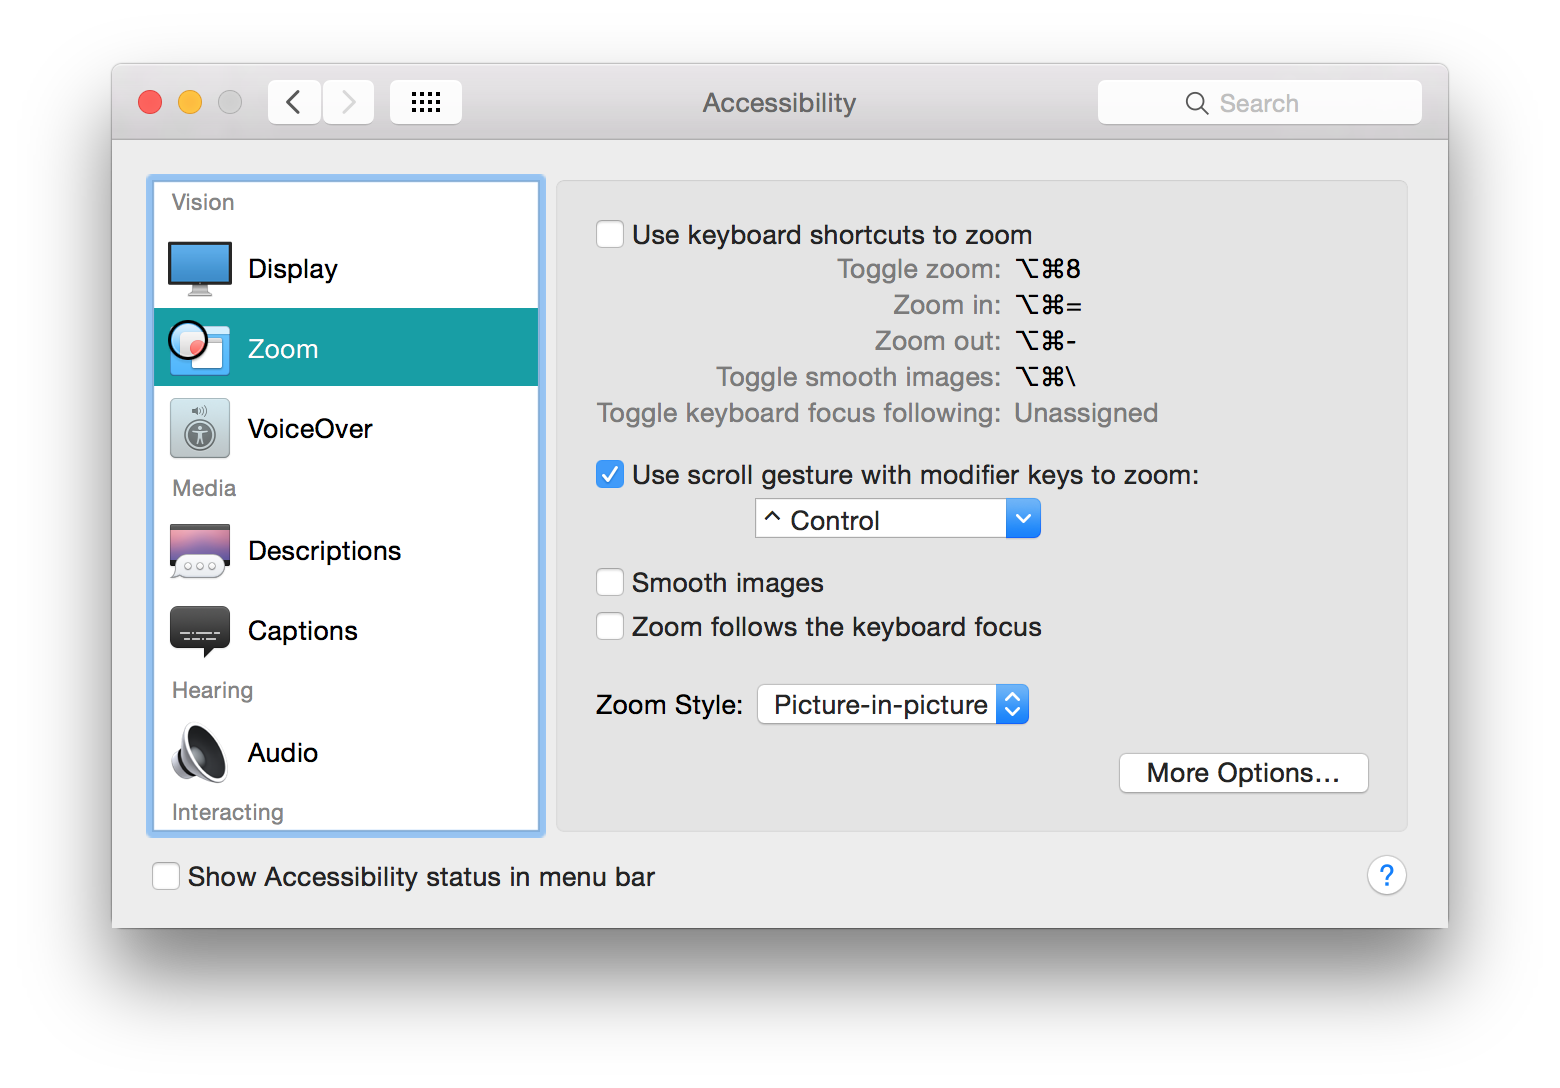 Accessibility
Search
Vision
Display
Zoom
VoiceOver
Media
Descriptions
Captions
Hearing
Audio
Interacting
Use keyboard shortcuts to zoom
Toggle zoom: ⌥⌘8
Zoom in: ⌥⌘=
Zoom out: ⌥⌘-
Toggle smooth images: ⌥⌘\
Toggle keyboard focus following: Unassigned
Use scroll gesture with modifier keys to zoom:
^ Control
Smooth images
Zoom follows the keyboard focus
Zoom Style: Picture-in-picture
More Options...
Show Accessibility status in menu bar
?